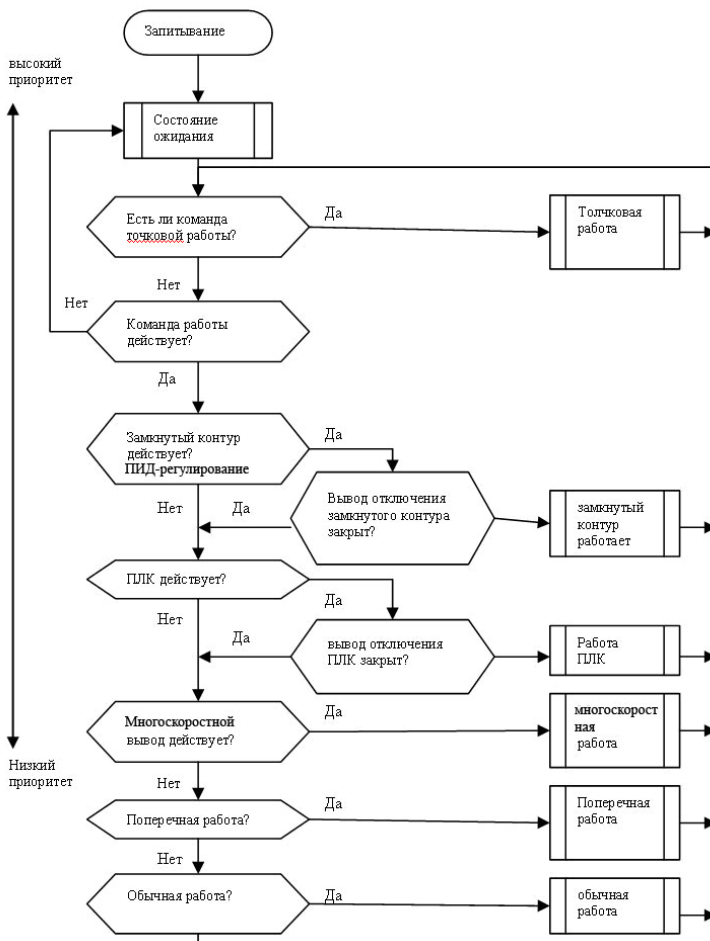 Запитывание
высокий
приоритет
Состояние
ожидания
Есть ли команда
точковой работы?
Да
Толчковая
работа
Нет
Нет
Команда работы
действует?
Да
Замкнутый контур
действует?
ПИД-регулирование
Да
Нет
Да
Вывод отключения
замкнутого контура
закрыт?
замкнутый
контур
работает
ПЛК действует?
Да
Нет
Да
вывод отключения
ПЛК закрыт?
Работа
ПЛК
Многоскоростной
вывод действует?
Да
многоскорост
ная
работа
Низкий
приоритет
Нет
Поперечная работа?
Да
Поперечная
работа
Нет
Обычная работа?
Да
обычная
работа